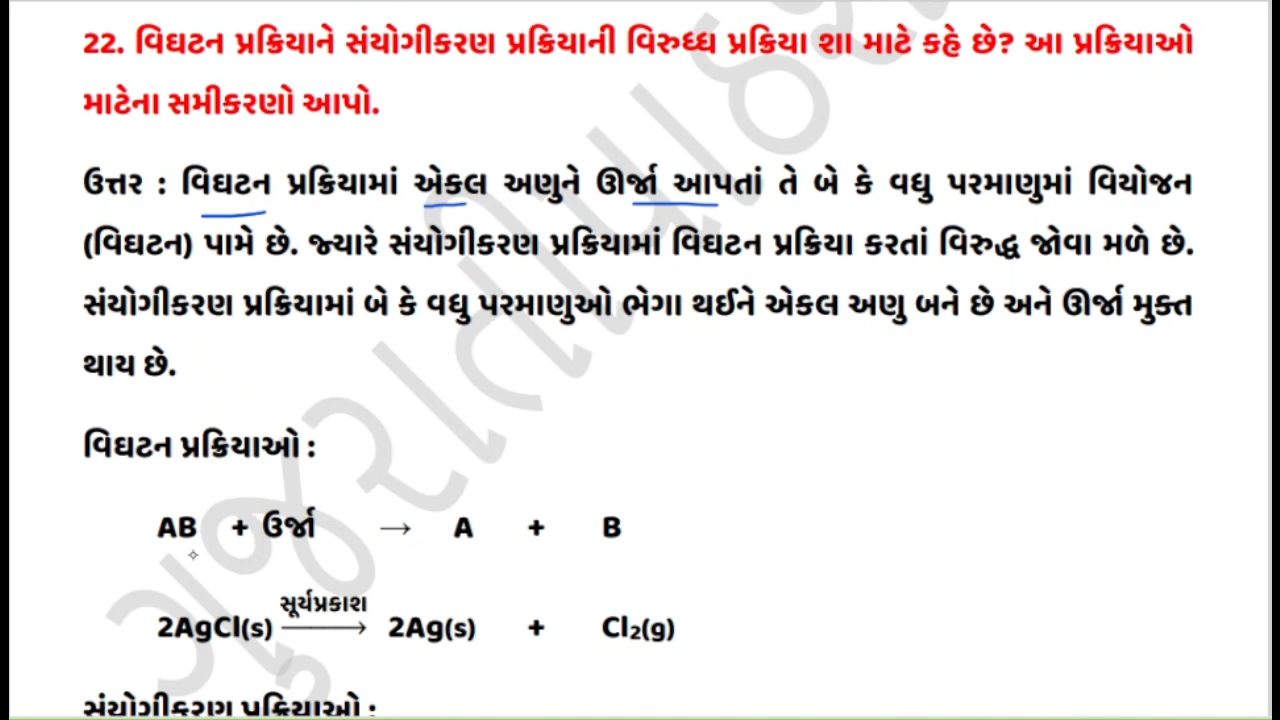 22. વિઘટન પ્રક્રિયાને સંયોગીકરણ પ્રક્રિયાની વિરુધ્ધ પ્રક્રિયા શા માટે કહે છે? આ પ્રક્રિયાઓ
માટેના સમીકરણો આપો.
ઉત્તર : વિઘટન પ્રક્રિયામાં એકલ અણુને ઊર્જા આપતાં તે બે કે વધુ પરમાણુમાં વિયોજન
(વિઘટન) પામે છે. જ્યારે સંયોગીકરણ પ્રક્રિયામાં વિઘટન પ્રક્રિયા કરતાં વિરુદ્ધ જોવા મળે છે.
સંયોગીકરણ પ્રક્રિયામાં બે કે વધુ પરમાણુઓ ભેગા થઈને એકલ અણુ બને છે અને ઊર્જા મુક્ત
થાય છે.
વિઘટન પ્રક્રિયાઓ :
AB + ઉર્જા → A + B
સૂર્યપ્રકાશ
2AgCl(s) ⟶ 2Ag(s) + Cl₂(g)
સંયોગીકરણ પ્રક્રિયાઓ :